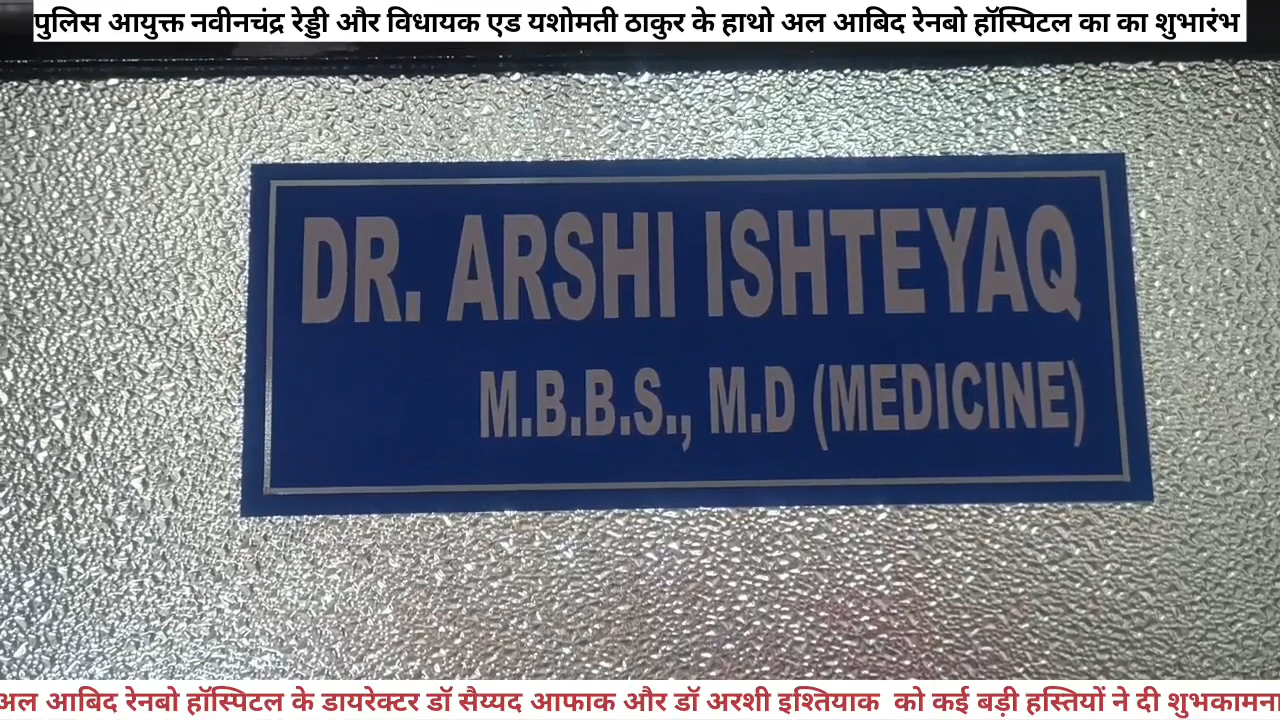 पुलिस आयुक्त नवीनचंद्र रेड्डी और विधायक एड यशोमती ठाकुर के हाथो अल आबिद रेनबो हॉस्पिटल का का शुभारंभ
DR. ARSHI ISHTEYAQ
M.B.B.S., M.D (MEDICINE)
अल आबिद रेनबो हॉस्पिटल के डायरेक्टर डॉ सैय्यद आफाक और डॉ अरशी इश्तियाक को कई बड़ी हस्तियों ने दी शुभकामना